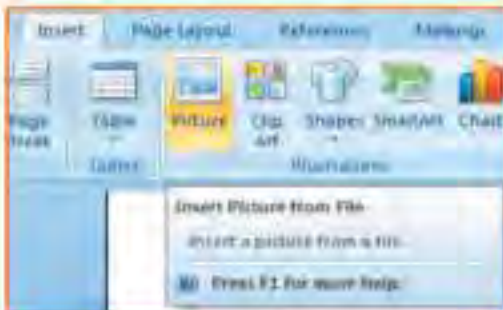 Insert Page Layout References Mailings
Page Break Table Picture Clip Art Shapes SmartArt Chart
Tables Illustrations
Insert Picture from File
Insert a picture from a file.
Press F1 for more help.